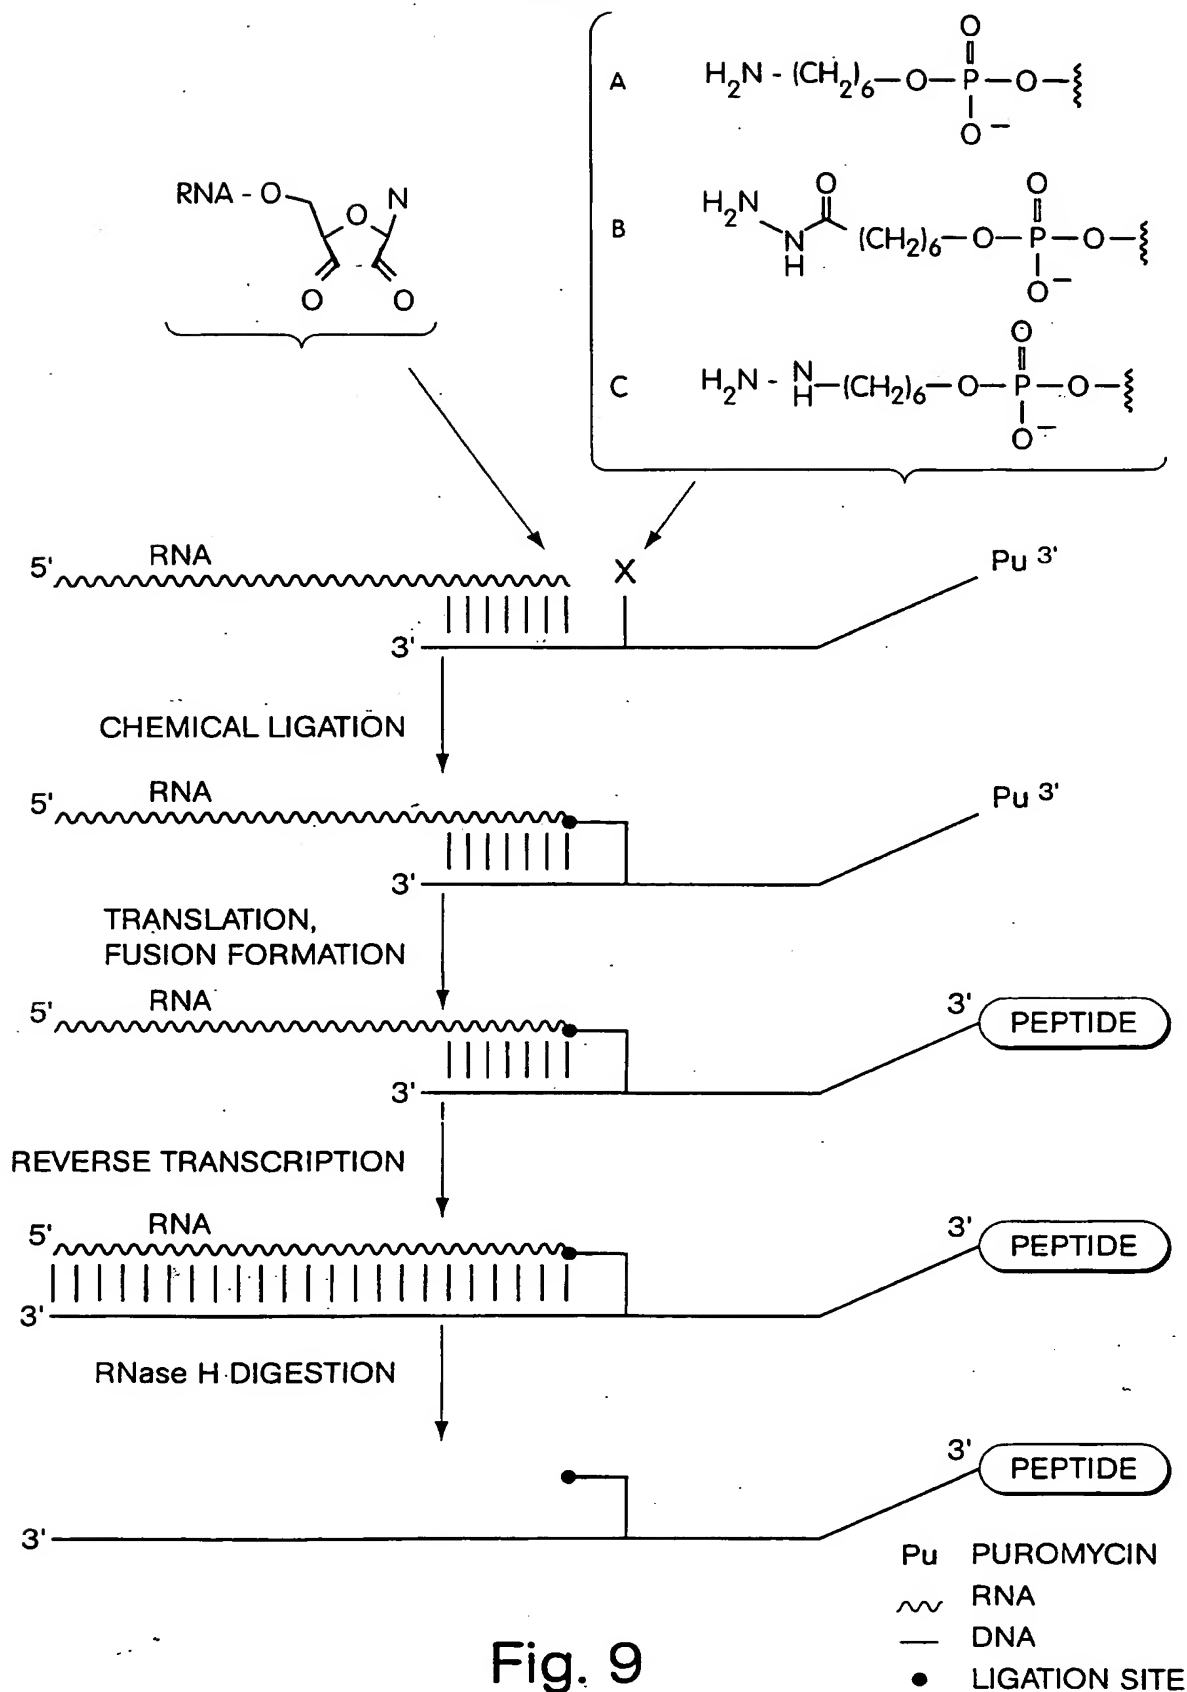 A H₂N - (CH₂)₆—O—P—O—
O
O⁻
RNA - O
O
N
O
O
B H₂N
N
H
O
(CH₂)₆—O—P—O—
O
O⁻
C H₂N - N—(CH₂)₆—O—P—O—
H
O
O⁻
5' RNA
X
Pu 3'
3'
CHEMICAL LIGATION
5' RNA
Pu 3'
3'
TRANSLATION,
FUSION FORMATION
5' RNA
3' PEPTIDE
3'
REVERSE TRANSCRIPTION
5' RNA
3' PEPTIDE
3'
RNase H DIGESTION
3' PEPTIDE
3'
Pu PUROMYCIN
RNA
DNA
LIGATION SITE
Fig. 9